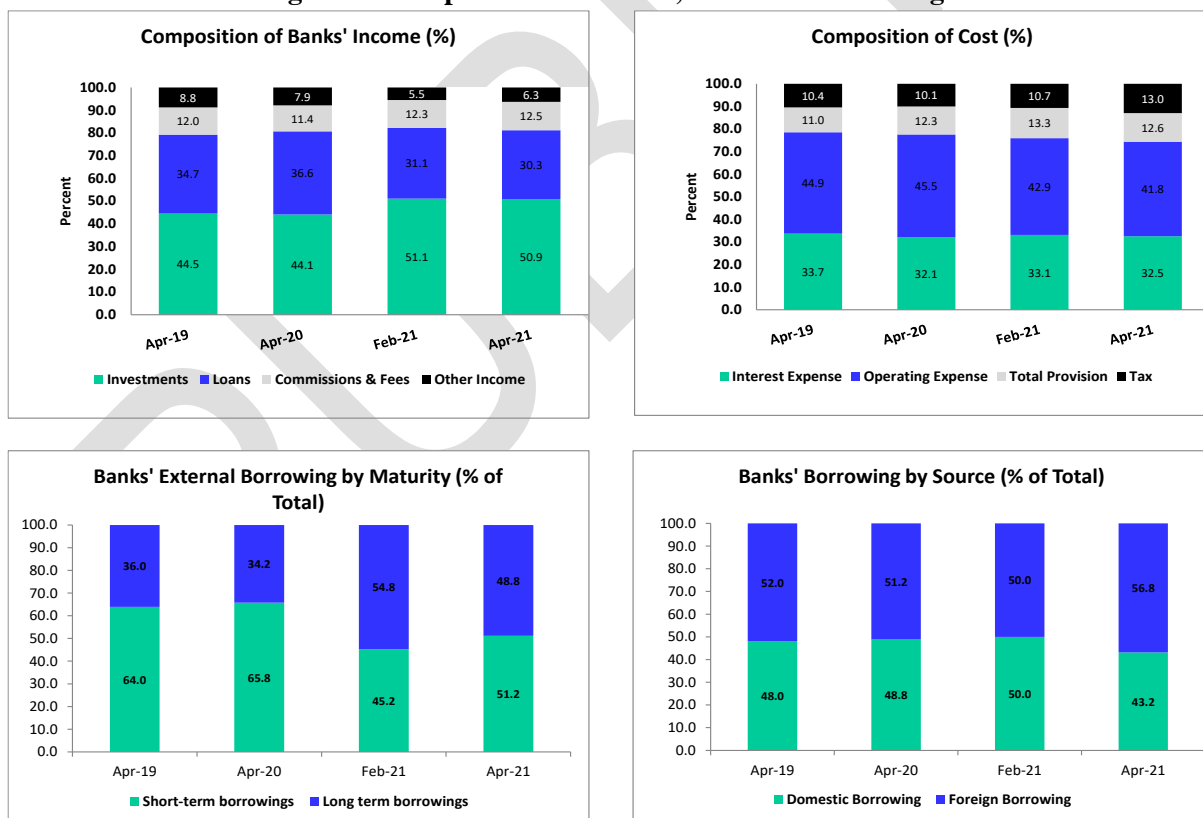 Composition of Banks' Income (%)
100.0
90.0
80.0
70.0
60.0
50.0
40.0
30.0
20.0
10.0
0.0
Percent
8.8 7.9 5.5 6.3
12.0 11.4 12.3 12.5
34.7 36.6 31.1 30.3
44.5 44.1 51.1 50.9
Apr-19 Apr-20 Feb-21 Apr-21
Investments Loans Commissions & Fees Other Income
Composition of Cost (%)
100.0
90.0
80.0
70.0
60.0
50.0
40.0
30.0
20.0
10.0
0.0
Percent
10.4 10.1 10.7 13.0
11.0 12.3 13.3 12.6
44.9 45.5 42.9 41.8
33.7 32.1 33.1 32.5
Apr-19 Apr-20 Feb-21 Apr-21
Interest Expense Operating Expense Total Provision Tax
Banks' External Borrowing by Maturity (% of
Total)
100.0
90.0
80.0
70.0
60.0
50.0
40.0
30.0
20.0
10.0
0.0
36.0 34.2 54.8 48.8
64.0 65.8 45.2 51.2
Apr-19 Apr-20 Feb-21 Apr-21
Short-term borrowings Long term borrowings
Banks' Borrowing by Source (% of Total)
100.0
90.0
80.0
70.0
60.0
50.0
40.0
30.0
20.0
10.0
0.0
52.0 51.2 50.0 56.8
48.0 48.8 50.0 43.2
Apr-19 Apr-20 Feb-21 Apr-21
Domestic Borrowing Foreign Borrowing